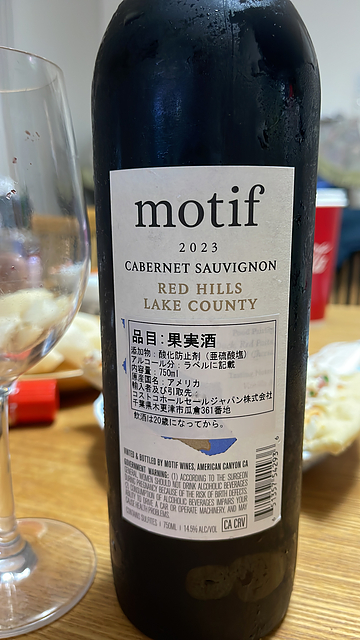 motif
2023
CABERNET SAUVIGNON
RED HILLS
LAKE COUNTY
品目:果実酒
添加物:酸化防止剤(亜硫酸塩)
アルコール分:ラベルに記載
内容量:750ml
原産国名:アメリカ
輸入者及び引取先:
コストコホールセールジャパン株式会社
千葉県木更津市瓜倉361番地
飲酒は20歳になってから。
VINTED & BOTTLED BY MOTIF WINES, AMERICAN CANYON CA
GOVERNMENT WARNING: (1) ACCORDING TO THE SURGEON
GENERAL, WOMEN SHOULD NOT DRINK ALCOHOLIC BEVERAGES
DURING PREGNANCY BECAUSE OF THE RISK OF BIRTH DEFECTS.
(2) CONSUMPTION OF ALCOHOLIC BEVERAGES IMPAIRS YOUR
ABILITY TO DRIVE A CAR OR OPERATE MACHINERY, AND MAY
CAUSE HEALTH PROBLEMS.
CONTAINS SULFITES | 750ML | 14.5% ALC/VOL
CA CRV